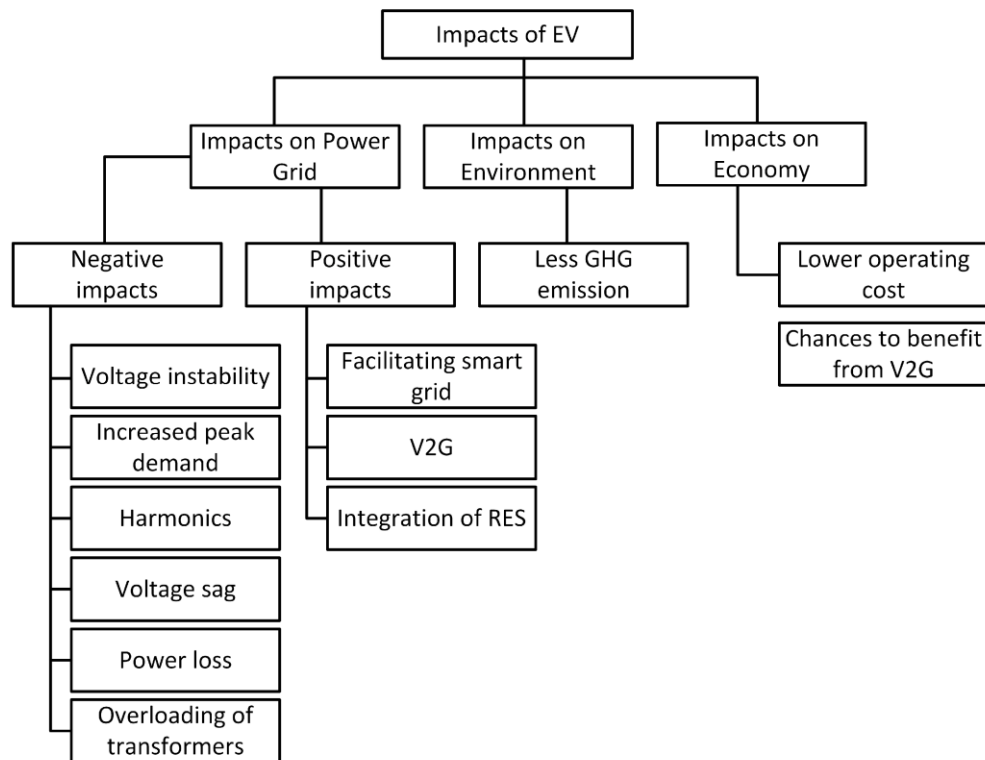 Impacts of EV
Impacts on Power
Grid
Impacts on
Environment
Impacts on
Economy
Negative
impacts
Positive
impacts
Less GHG
emission
Lower operating
cost
Chances to benefit
from V2G
Voltage instability
Increased peak
demand
Harmonics
Voltage sag
Power loss
Overloading of
transformers
Facilitating smart
grid
V2G
Integration of RES